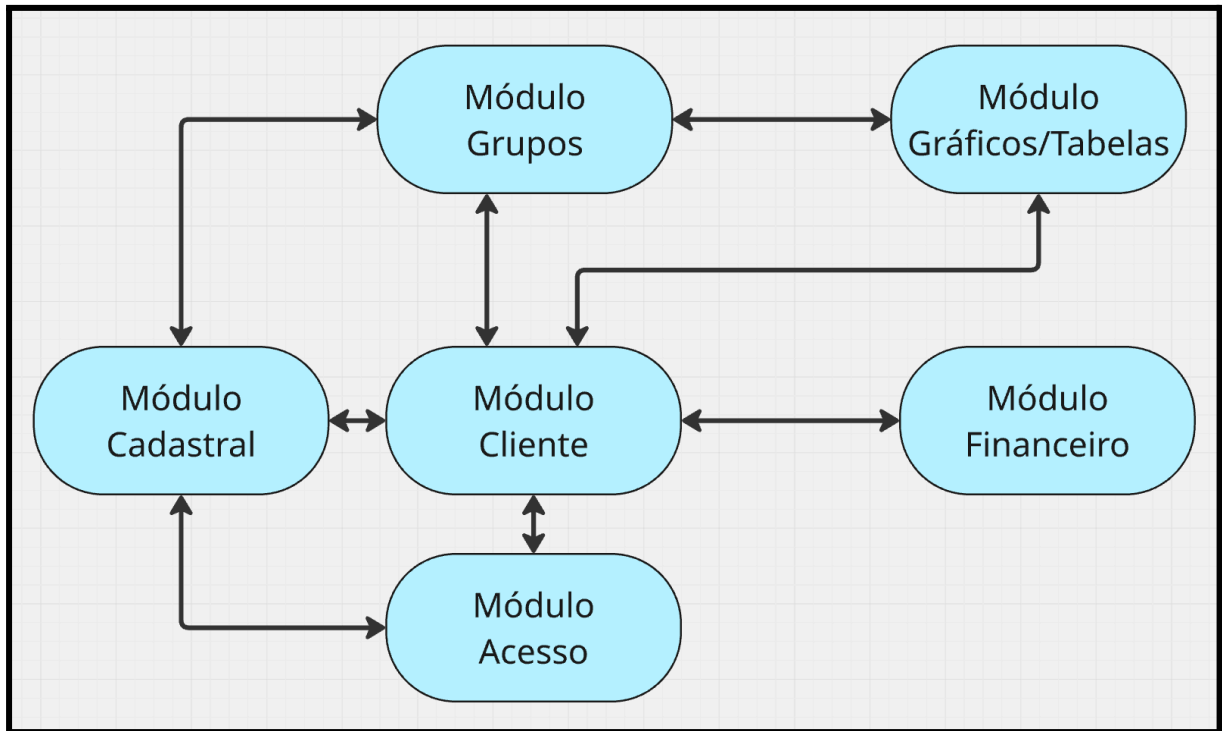 Módulo
Grupos
Módulo
Gráficos/Tabelas
Módulo
Cadastral
Módulo
Cliente
Módulo
Financeiro
Módulo
Acesso